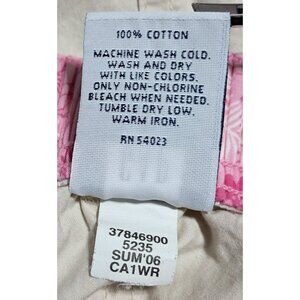 100% COTTON
MACHINE WASH COLD.
WASH AND DRY
WITH LIKE COLORS.
ONLY NON-CHLORINE
BLEACH WHEN NEEDED.
TUMBLE DRY LOW.
WARM IRON.
RN 54023
37846900
5235
SUM'06
CA1WR